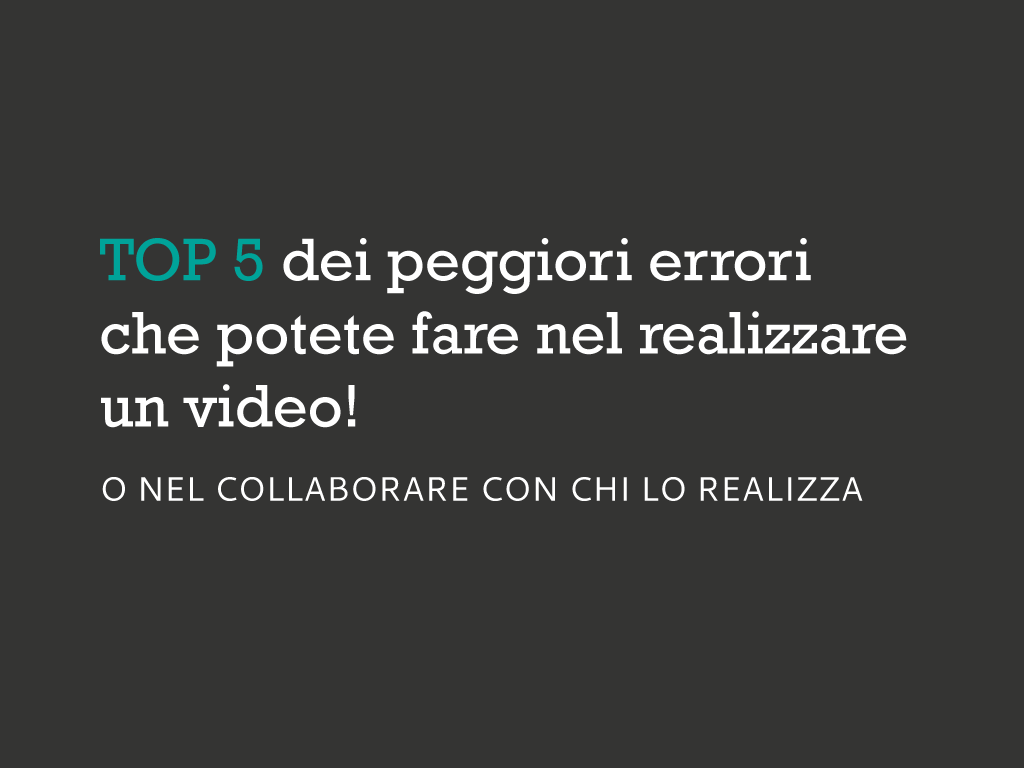 TOP 5 dei peggiori errori
che potete fare nel realizzare
un video!
O NEL COLLABORARE CON CHI LO REALIZZA